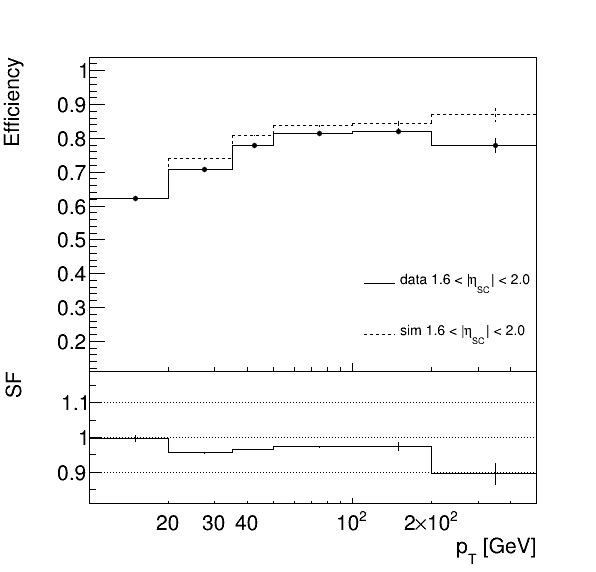 Efficiency
1
0.9
0.8
0.7
0.6
0.5
0.4
0.3
0.2
data 1.6 < |η_SC| < 2.0
sim 1.6 < |η_SC| < 2.0
SF
1.1
1
0.9
20 30 40 10² 2×10²
p_T [GeV]